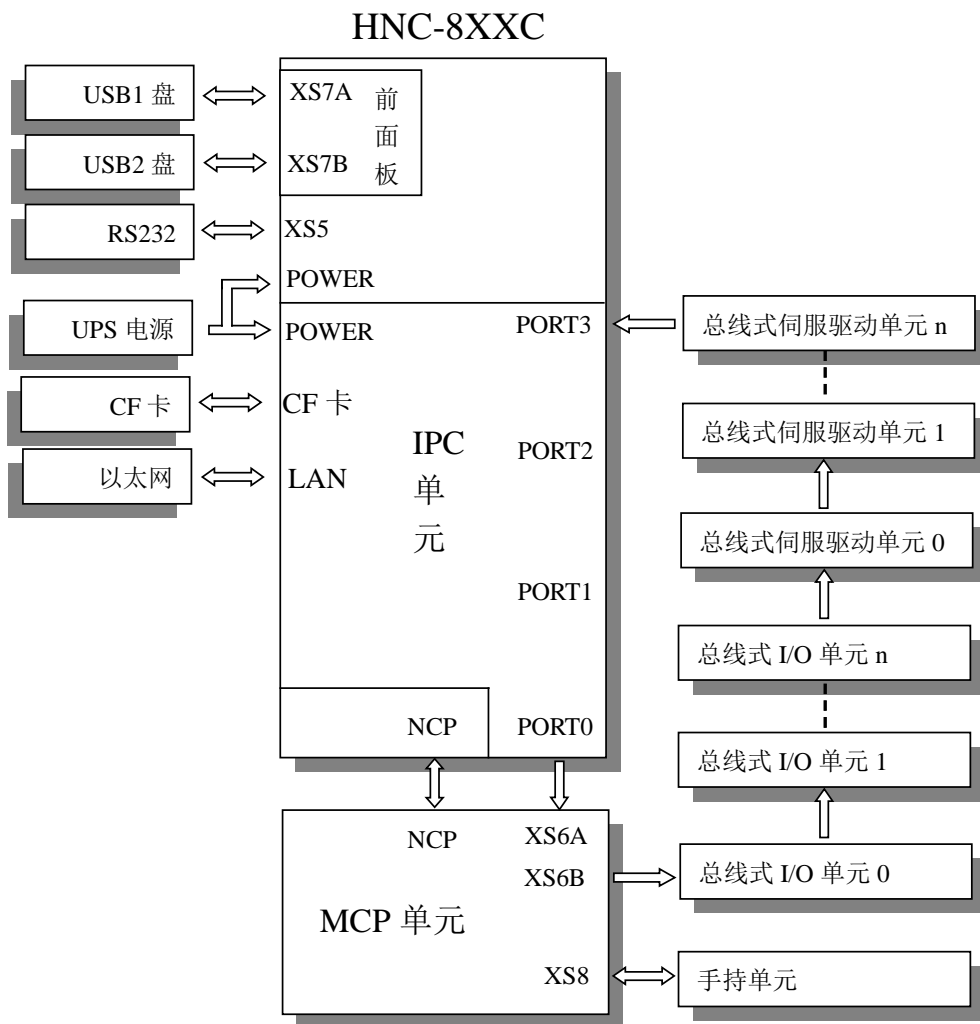 HNC-8XXC
USB1 盘
XS7A
前
面
板
USB2 盘
XS7B
RS232
XS5
POWER
UPS 电源
POWER
PORT3
总线式伺服驱动单元 n
CF 卡
CF 卡
IPC
单
元
PORT2
总线式伺服驱动单元 1
以太网
LAN
总线式伺服驱动单元 0
PORT1
总线式 I/O 单元 n
NCP
PORT0
总线式 I/O 单元 1
NCP
XS6A
XS6B
总线式 I/O 单元 0
MCP 单元
XS8
手持单元